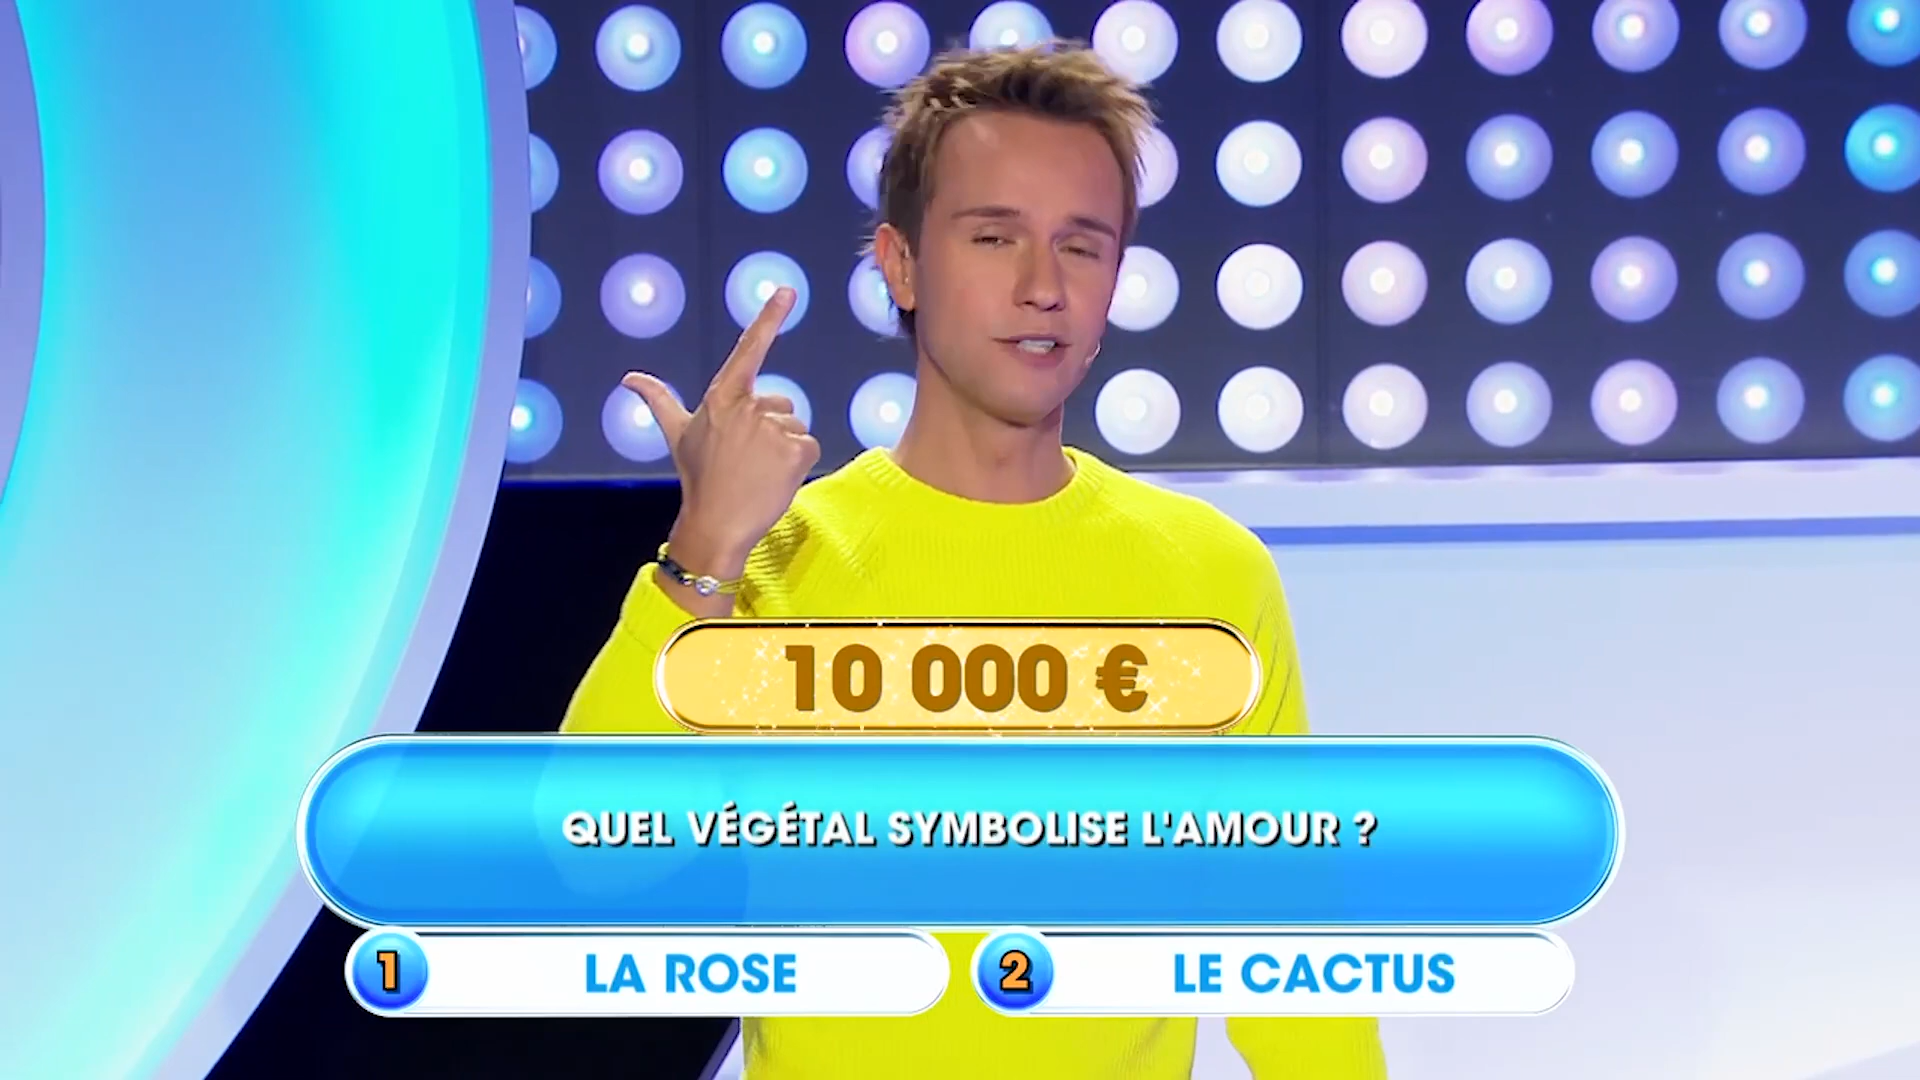 10 000 €
QUEL VÉGÉTAL SYMBOLISE L'AMOUR ?
1 LA ROSE
2 LE CACTUS